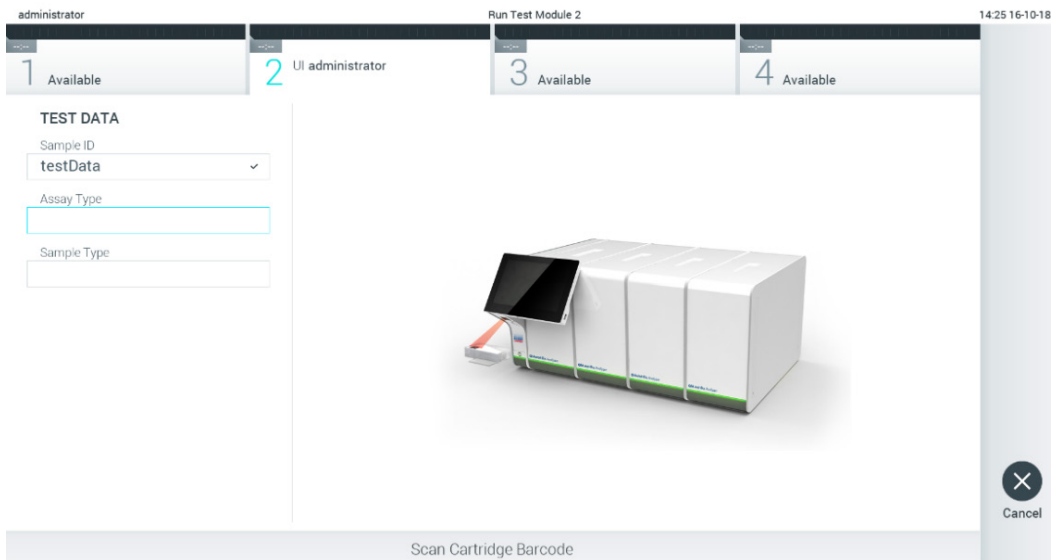 administrator
Run Test Module 2
14:25 16-10-18
--:--
1 Available
--:--
2 UI administrator
--:--
3 Available
--:--
4 Available
TEST DATA
Sample ID
testData
Assay Type
Sample Type
Cancel
Scan Cartridge Barcode